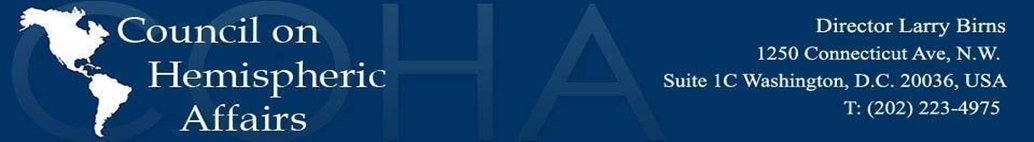 COHA
Council on
Hemispheric
Affairs
Director Larry Birns
1250 Connecticut Ave, N.W.
Suite 1C Washington, D.C. 20036, USA
T: (202) 223-4975